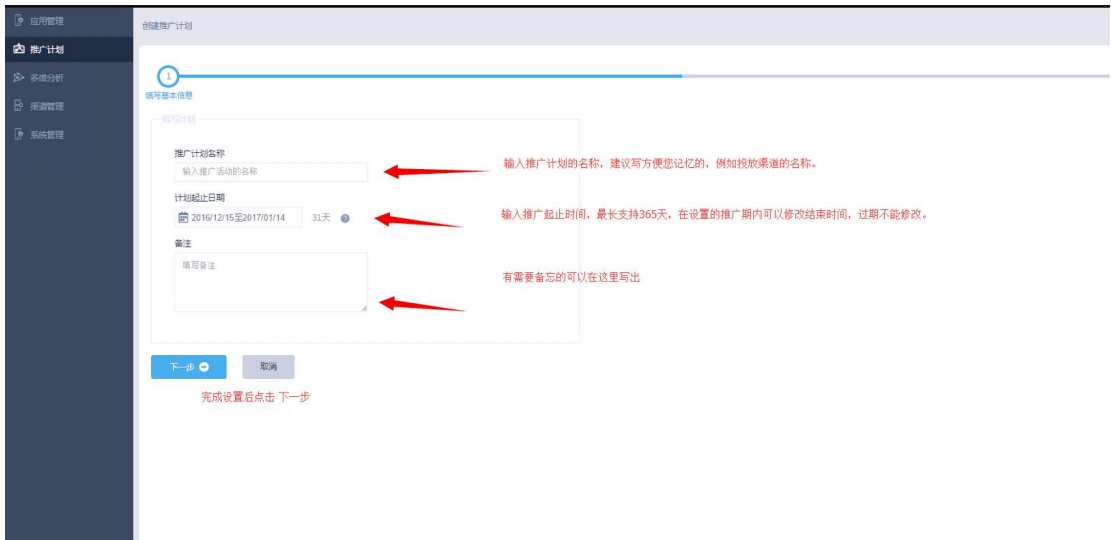 应用管理
推广计划
多维分析
渠道管理
系统管理
创建推广计划
1
填写基本信息
填写计划
推广计划名称
输入推广活动的名称
输入推广计划的名称，建议写方便您记忆的，例如投放渠道的名称。
计划起止日期
2016/12/15至2017/01/14 31天 ?
输入推广起止时间，最长支持365天，在设置的推广期内可以修改结束时间，过期不能修改。
备注
填写备注
有需要备忘的可以在这里写出
下一步
取消
完成设置后点击 下一步